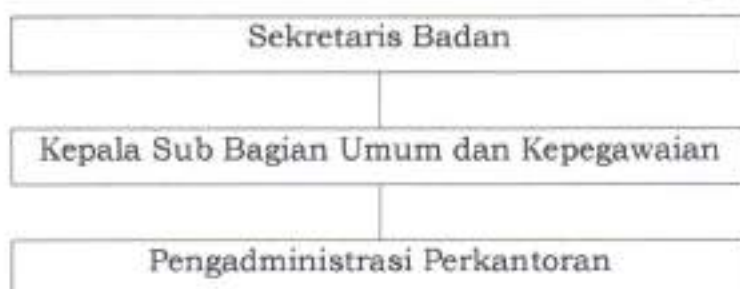 Sekretaris Badan
Kepala Sub Bagian Umum dan Kepegawaian
Pengadministrasi Perkantoran